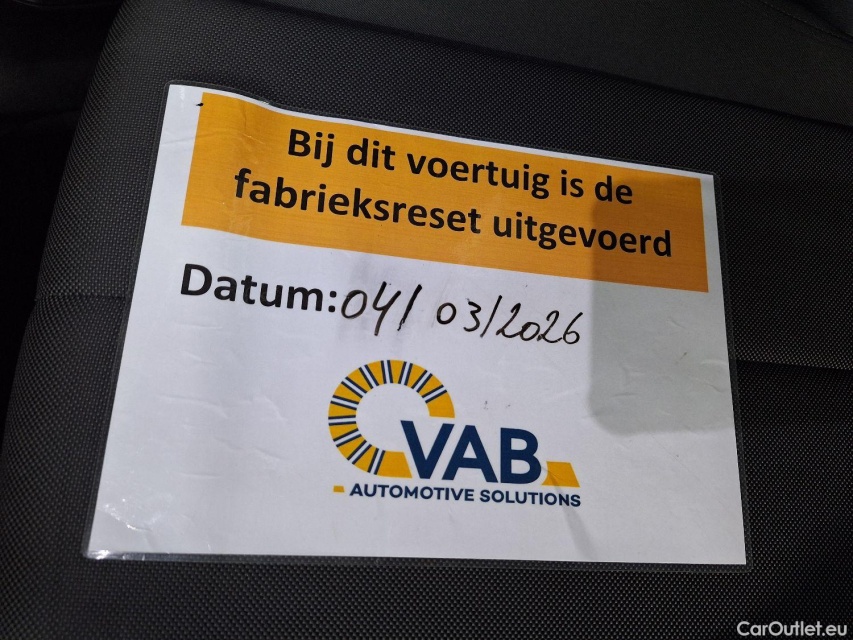 Bij dit voertuig is de
fabrieksreset uitgevoerd
Datum: 04/03/2026
VAB
AUTOMOTIVE SOLUTIONS
CarOutlet.eu